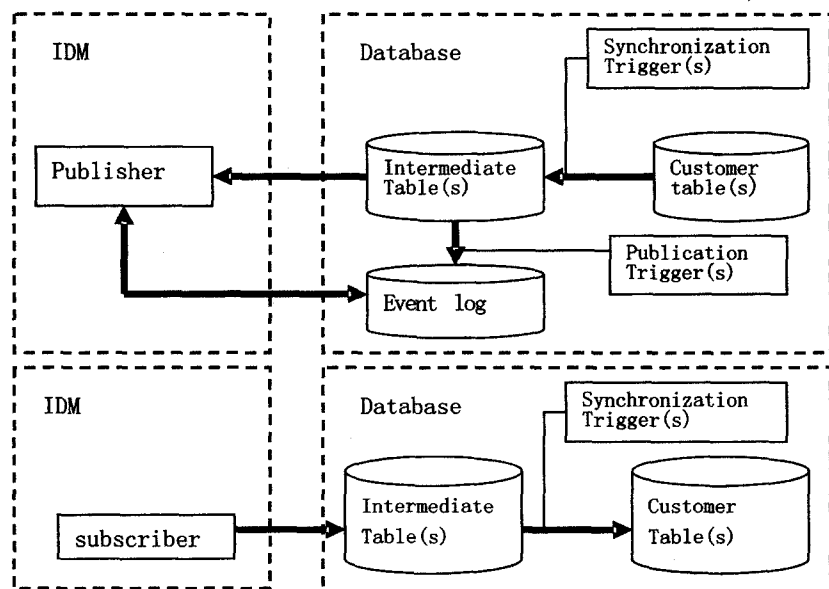 IDM
Database
Synchronization
Trigger(s)
Publisher
Intermediate
Table(s)
Customer
table(s)
Publication
Trigger(s)
Event log
IDM
Database
Synchronization
Trigger(s)
subscriber
Intermediate
Table(s)
Customer
Table(s)